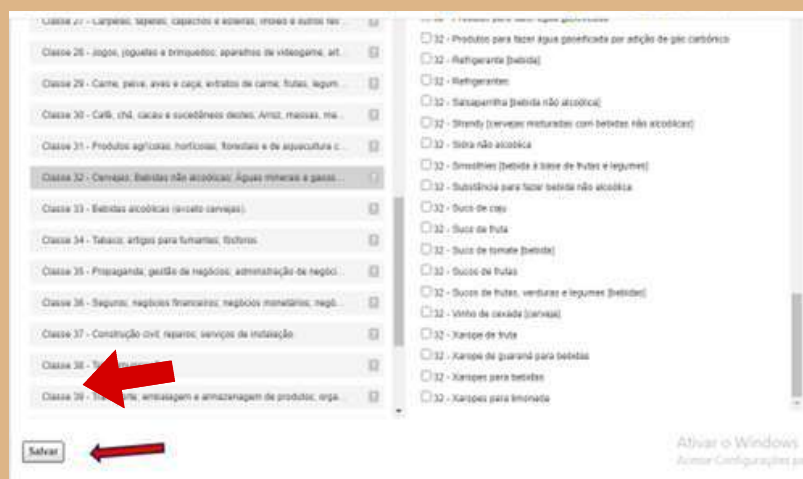 Classe 27 - Carpetes, tapetes, capachos e esteiras, linóleo e outros rev...
Classe 28 - Jogos, joguetes e brinquedos; aparelhos de videogame; art...
Classe 29 - Carne, peixe, aves e caça; extratos de carne; frutas, legum...
Classe 30 - Café, chá, cacau e sucedâneos destes; Arroz, massas, ma...
Classe 31 - Produtos agrícolas, hortícolas, florestais e de aquacultura c...
Classe 32 - Cervejas; Bebidas não alcoólicas; Águas minerais e gasos...
Classe 33 - Bebidas alcoólicas (exceto cervejas).
Classe 34 - Tabaco; artigos para fumantes; fósforos.
Classe 35 - Propaganda; gestão de negócios; administração de negóci...
Classe 36 - Seguros; negócios financeiros; negócios monetários; negó...
Classe 37 - Construção civil; reparos; serviços de instalação.
Classe 38 -
Classe 39 - embalagem e armazenagem de produtos; orga...
32 - Produtos para fazer água gaseificada
32 - Produtos para fazer água gaseificada por adição de gás carbônico
32 - Refrigerante [bebida]
32 - Refrigerantes
32 - Salsaparrilha [bebida não alcoólica]
32 - Shandy [cervejas misturadas com bebidas não alcoólicas]
32 - Sidra não alcoólica
32 - Smoothies [bebida à base de frutas e legumes]
32 - Substância para fazer bebida não alcoólica
32 - Suco de caju
32 - Suco de fruta
32 - Suco de tomate [bebida]
32 - Sucos de frutas
32 - Sucos de frutas, verduras e legumes [bebidas]
32 - Vinho de cevada [cerveja]
32 - Xarope de fruta
32 - Xarope de guaraná para bebidas
32 - Xaropes para bebidas
32 - Xaropes para limonada
Salvar
Ativar o Windows
Acesse Configurações pa